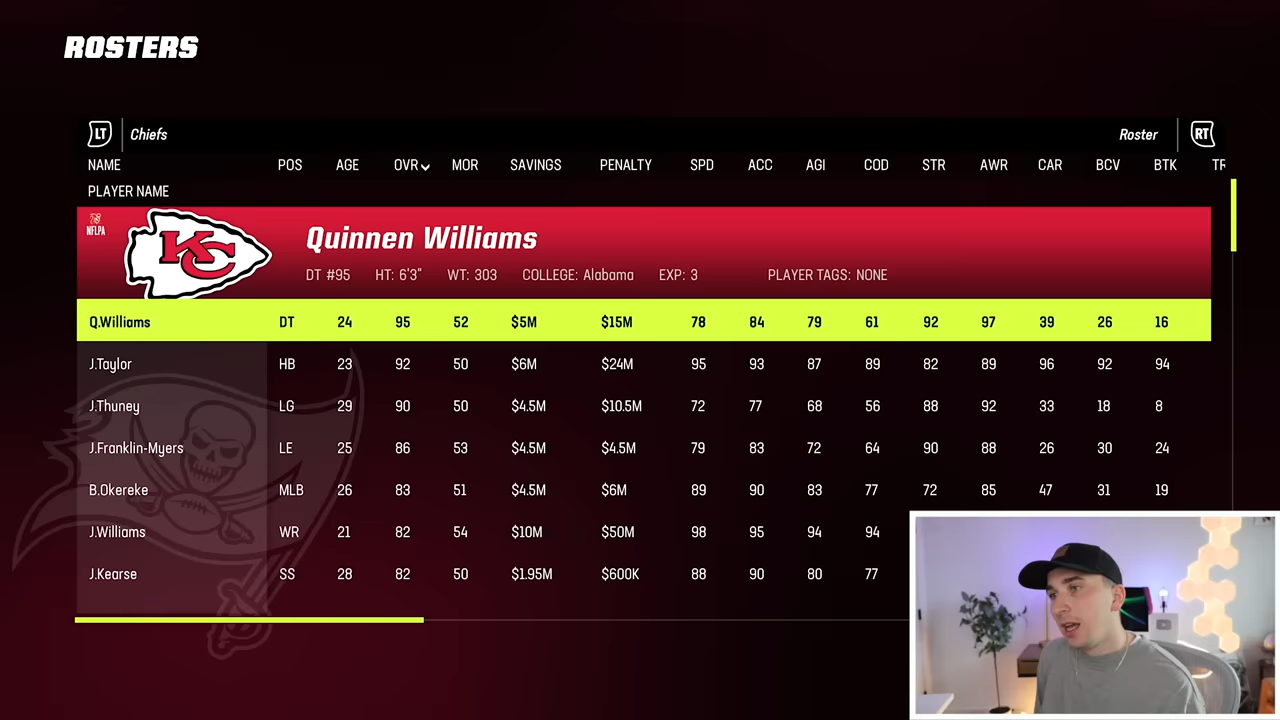 ROSTERS
LT Chiefs Roster RT
NAME POS AGE OVR MOR SAVINGS PENALTY SPD ACC AGI COD STR AWR CAR BCV BTK TR
PLAYER NAME
NFLPA
KC
Quinnen Williams
DT #95 HT: 6'3" WT: 303 COLLEGE: Alabama EXP: 3 PLAYER TAGS: NONE
Q.Williams DT 24 95 52 $5M $15M 78 84 79 61 92 97 39 26 16
J.Taylor HB 23 92 50 $6M $24M 95 93 87 89 82 89 96 92 94
J.Thuney LG 29 90 50 $4.5M $10.5M 72 77 68 56 88 92 33 18 8
J.Franklin-Myers LE 25 86 53 $4.5M $4.5M 79 83 72 64 90 88 26 30 24
B.Okereke MLB 26 83 51 $4.5M $6M 89 90 83 77 72 85 47 31 19
J.Williams WR 21 82 54 $10M $50M 98 95 94 94
J.Kearse SS 28 82 50 $1.95M $600K 88 90 80 77